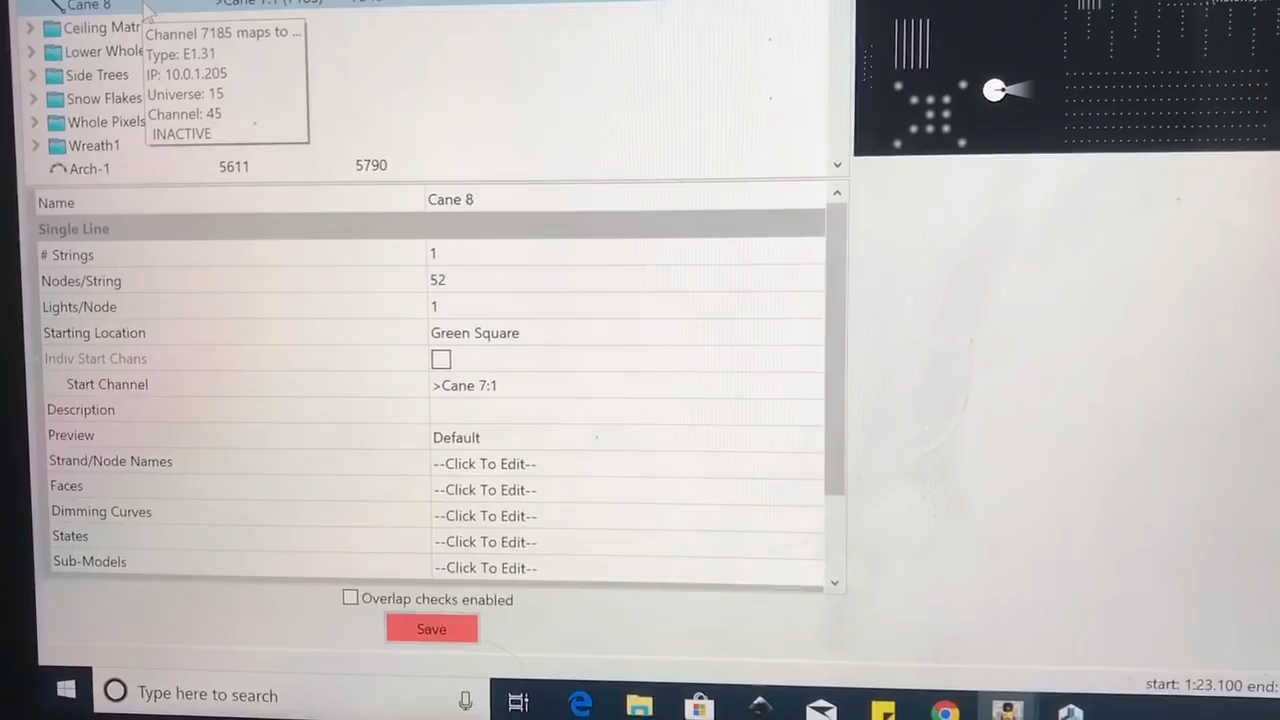 Cane 8 >Cane 7:1 (7185)
Ceiling Matr
Channel 7185 maps to ...
Lower Whole
Type: E1.31
Side Trees
IP: 10.0.1.205
Snow Flakes
Universe: 15
Whole Pixels
Channel: 45
Wreath1
INACTIVE
Arch-1 5611 5790
Name Cane 8
Single Line
# Strings 1
Nodes/String 52
Lights/Node 1
Starting Location Green Square
Indiv Start Chans
Start Channel >Cane 7:1
Description
Preview Default
Strand/Node Names --Click To Edit--
Faces --Click To Edit--
Dimming Curves --Click To Edit--
States --Click To Edit--
Sub-Models --Click To Edit--
Overlap checks enabled
Save
start: 1:23.100 end:
Type here to search